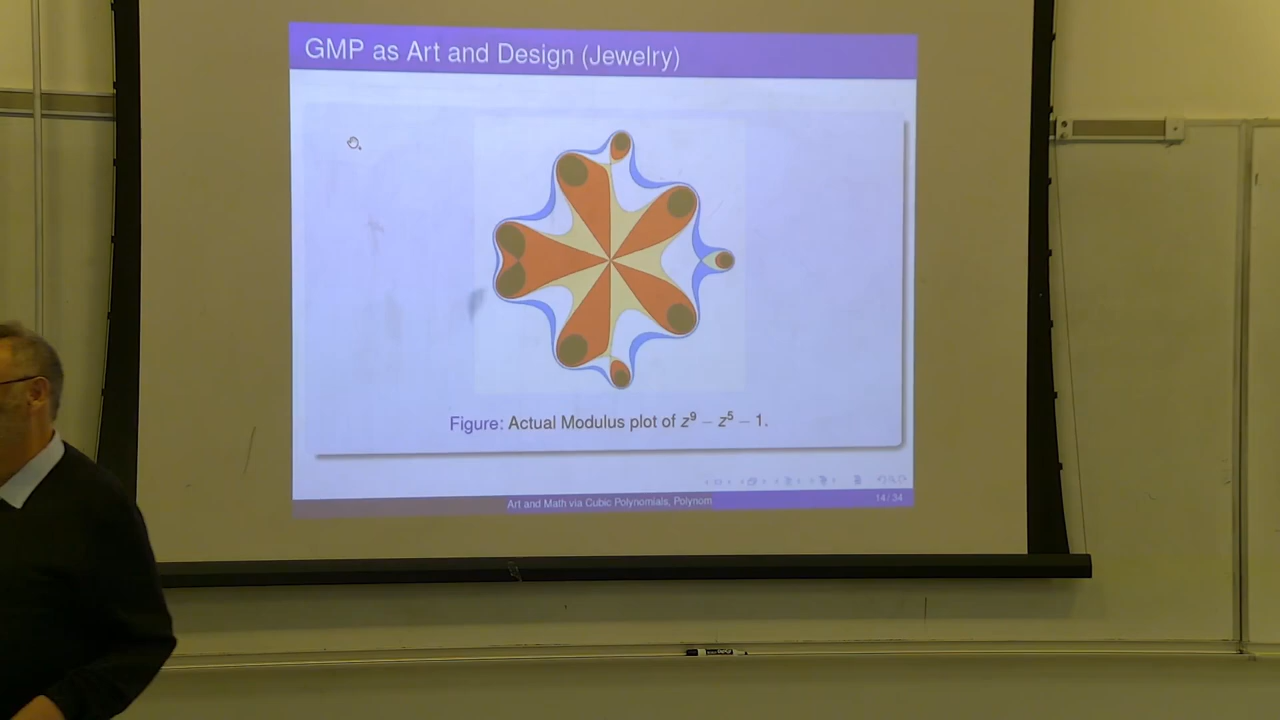 GMP as Art and Design (Jewelry)
Figure: Actual Modulus plot of z⁹ – z⁵ – 1.
Art and Math via Cubic Polynomials, Polynom
14 / 34